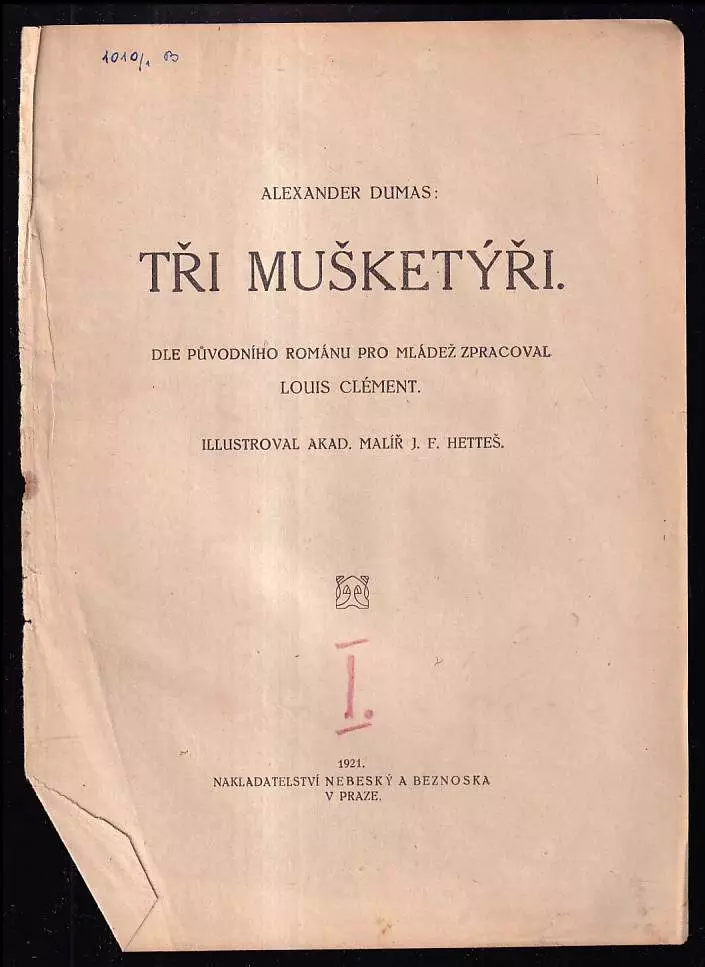 1010/1 B
ALEXANDER DUMAS:
TŘI MUŠKETÝŘI.
DLE PŮVODNÍHO ROMÁNU PRO MLÁDEŽ ZPRACOVAL
LOUIS CLÉMENT.
ILLUSTROVAL AKAD. MALÍŘ J. F. HETTEŠ.
I.
1921.
NAKLADATELSTVÍ NEBESKÝ A BEZNOSKA
V PRAZE.